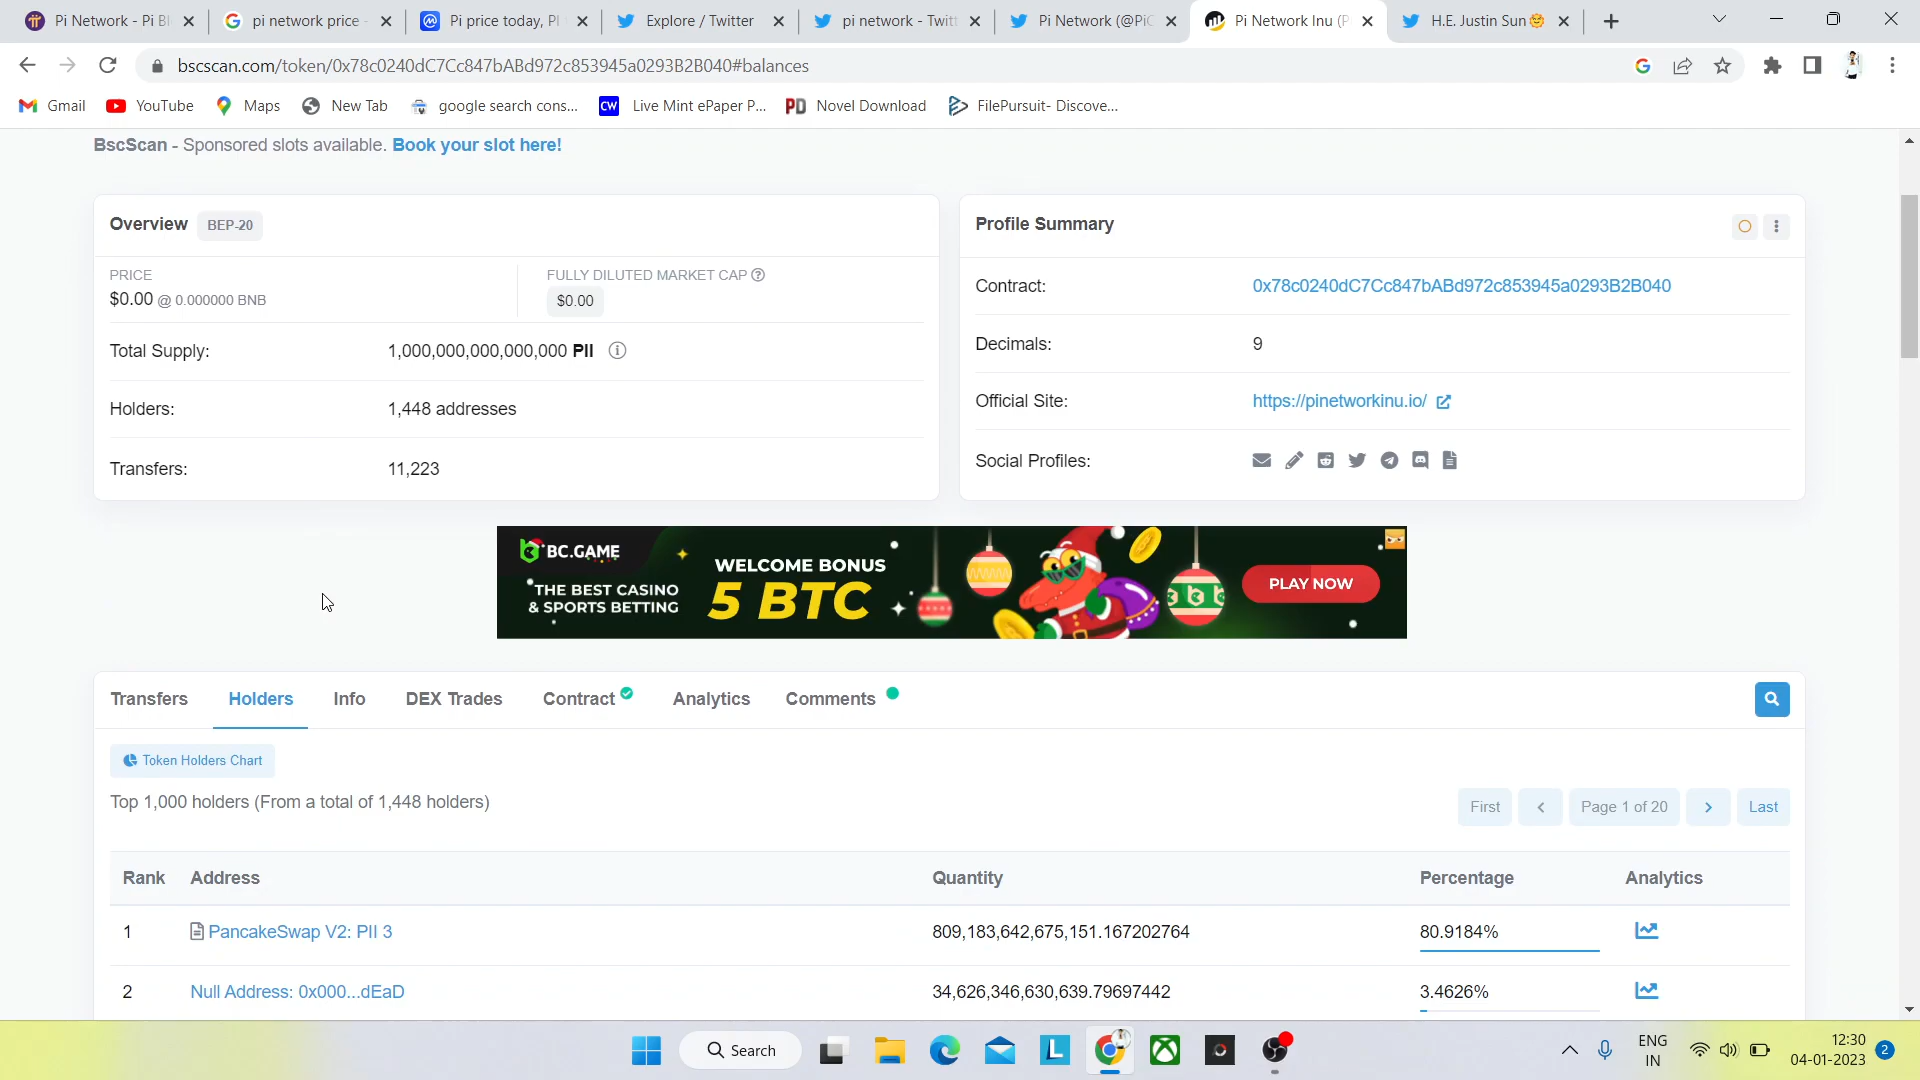 Pi Network - Pi Bl
pi network price -
Pi price today, PI
Explore / Twitter
pi network - Twitt
Pi Network (@PiC
Pi Network Inu (P
H.E. Justin Sun
bscscan.com/token/0x78c0240dC7Cc847bABd972c853945a0293B2B040#balances
Gmail
YouTube
Maps
New Tab
google search cons...
CW Live Mint ePaper P...
PD Novel Download
FilePursuit- Discove...
BscScan - Sponsored slots available. Book your slot here!
Overview BEP-20
PRICE
$0.00 @ 0.000000 BNB
FULLY DILUTED MARKET CAP
$0.00
Total Supply: 1,000,000,000,000,000 PII
Holders: 1,448 addresses
Transfers: 11,223
Profile Summary
Contract: 0x78c0240dC7Cc847bABd972c853945a0293B2B040
Decimals: 9
Official Site: https://pinetworkinu.io/
Social Profiles:
BC.GAME
THE BEST CASINO
& SPORTS BETTING
WELCOME BONUS
5 BTC
PLAY NOW
Transfers Holders Info DEX Trades Contract Analytics Comments
Token Holders Chart
Top 1,000 holders (From a total of 1,448 holders)
First Page 1 of 20 Last
Rank Address Quantity Percentage Analytics
1 PancakeSwap V2: PII 3 809,183,642,675,151.167202764 80.9184%
2 Null Address: 0x000...dEaD 34,626,346,630,639.79697442 3.4626%
Search
L
ENG
IN
12:30
04-01-2023
2